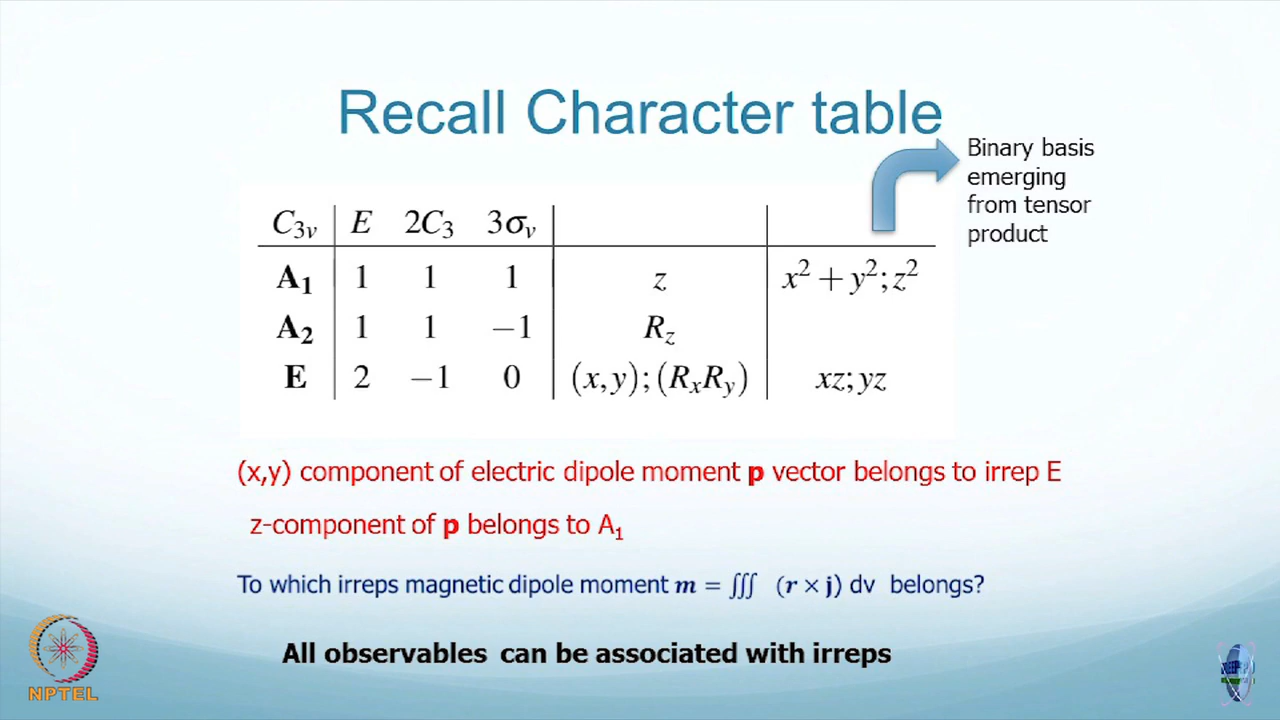 Recall Character table
Binary basis
emerging
from tensor
product
C₃ᵥ E 2C₃ 3σᵥ
A₁ 1 1 1 z x² + y²; z²
A₂ 1 1 −1 R_z
E 2 −1 0 (x, y); (RₓR_y) xz; yz
(x,y) component of electric dipole moment p vector belongs to irrep E
z-component of p belongs to A₁
To which irreps magnetic dipole moment m = ∭ (r × j) dv belongs?
All observables can be associated with irreps
NPTEL